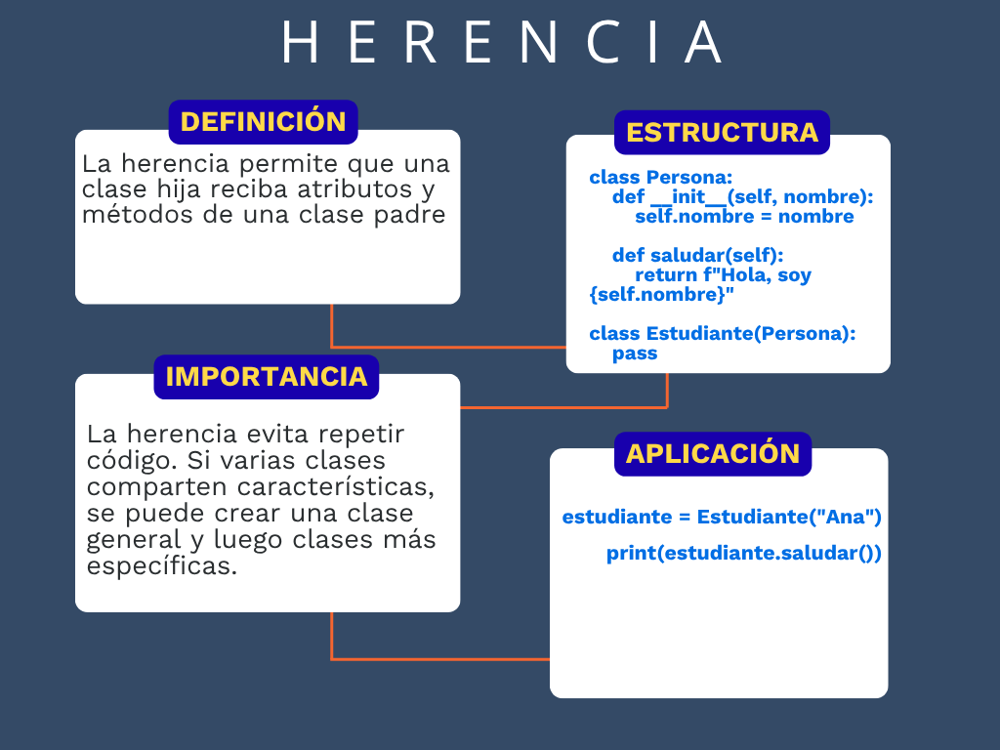 HERENCIA
DEFINICIÓN
La herencia permite que una
clase hija reciba atributos y
métodos de una clase padre
ESTRUCTURA
class Persona:
    def __init__(self, nombre):
        self.nombre = nombre
    def saludar(self):
        return f"Hola, soy
{self.nombre}"
class Estudiante(Persona):
    pass
IMPORTANCIA
La herencia evita repetir
código. Si varias clases
comparten características,
se puede crear una clase
general y luego clases más
específicas.
APLICACIÓN
estudiante = Estudiante("Ana")
print(estudiante.saludar())